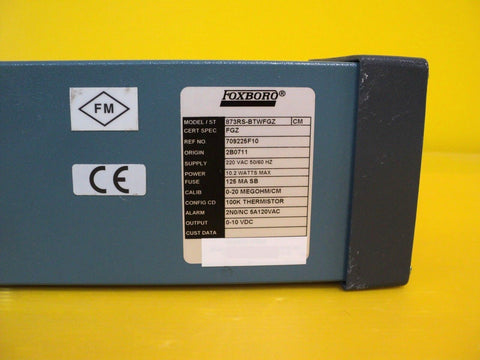 FM
CE
FOXBORO®
MODEL / ST 873RS-BTWFGZ CM
CERT SPEC FGZ
REF NO 709225F10
ORIGIN 2B0711
SUPPLY 220 VAC 50/60 HZ
POWER 10.2 WATTS MAX
FUSE 125 MA SB
CALIB 0-20 MEGOHM/CM
CONFIG CD 100K THERMISTOR
ALARM 2N0/NC 5A120VAC
OUTPUT 0-10 VDC
CUST DATA